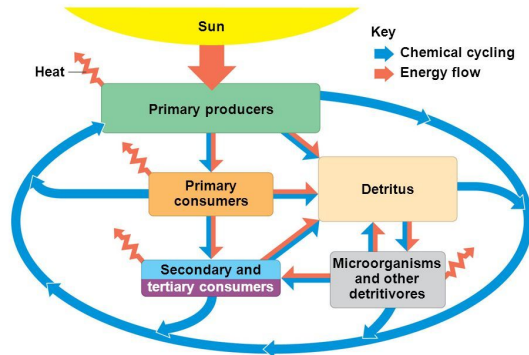 Sun
Key
Chemical cycling
Energy flow
Heat
Primary producers
Primary
consumers
Detritus
Secondary and
tertiary consumers
Microorganisms
and other
detritivores